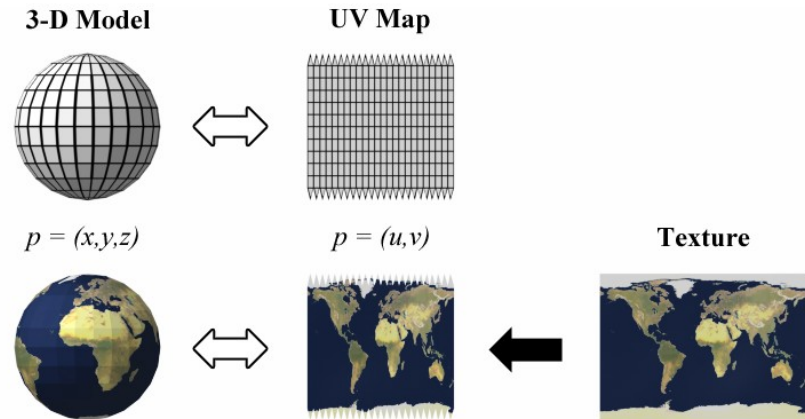 3-D Model
UV Map
p = (x,y,z)
p = (u,v)
Texture